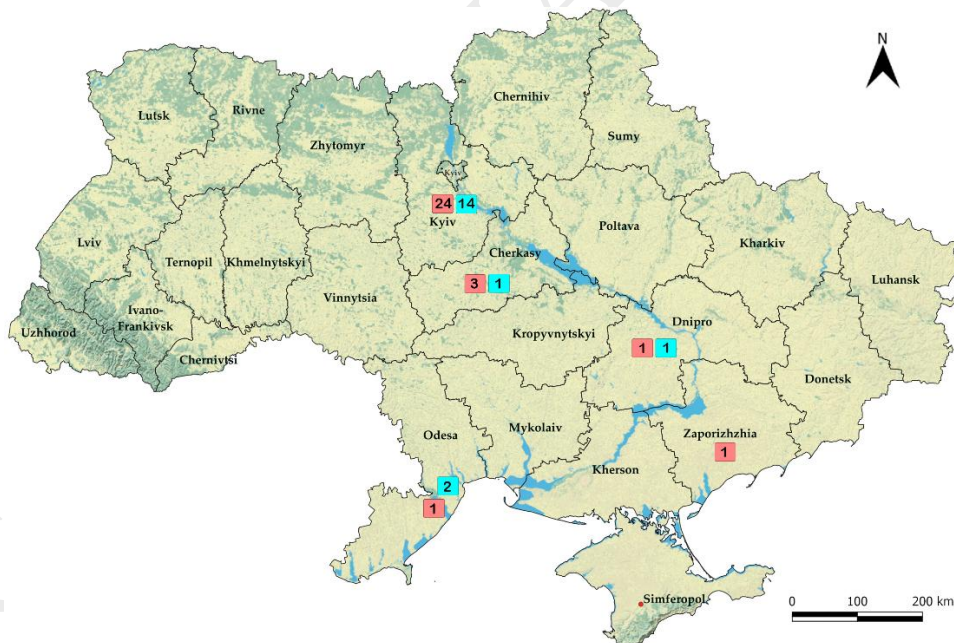 N
Chernihiv
Lutsk
Rivne
Sumy
Zhytomyr
Kyiv
24 14
Kyiv
Poltava
Kharkiv
Lviv
Ternopil
Khmelnytskyi
Cherkasy
Luhansk
3 1
Vinnytsia
Ivano-
Frankivsk
Uzhhorod
Chernivtsi
Kropyvnytskyi
Dnipro
1 1
Donetsk
Odesa
Mykolaiv
Zaporizhzhia
1
Kherson
2
1
Simferopol
0 100 200 km